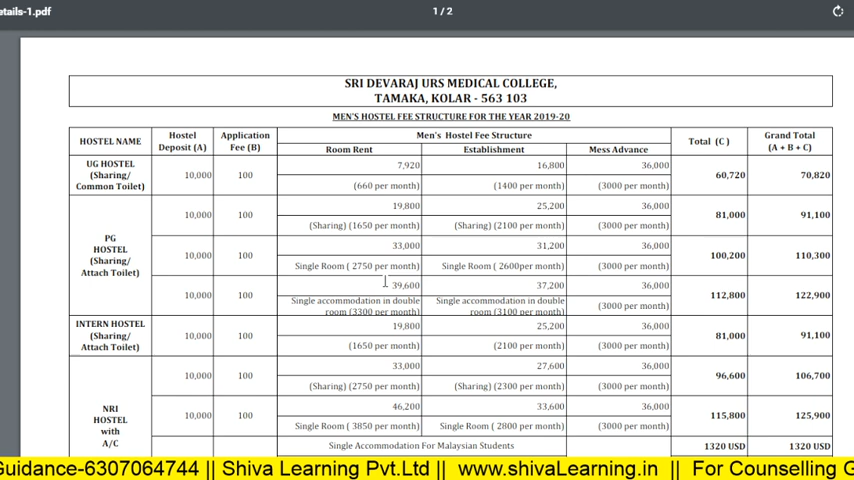 etails-1.pdf
1 / 2
SRI DEVARAJ URS MEDICAL COLLEGE,
TAMAKA, KOLAR - 563 103
MEN'S HOSTEL FEE STRUCTURE FOR THE YEAR 2019-20
HOSTEL NAME Hostel Deposit (A) Application Fee (B) Men's Hostel Fee Structure Total (C) Grand Total (A + B + C)
Room Rent Establishment Mess Advance
UG HOSTEL (Sharing/ Common Toilet) 10,000 100 7,920 16,800 36,000 60,720 70,820
(660 per month) (1400 per month) (3000 per month)
PG HOSTEL (Sharing/ Attach Toilet) 10,000 100 19,800 25,200 36,000 81,000 91,100
(Sharing) (1650 per month) (Sharing) (2100 per month) (3000 per month)
10,000 100 33,000 31,200 36,000 100,200 110,300
Single Room ( 2750 per month) Single Room ( 2600per month) (3000 per month)
10,000 100 39,600 37,200 36,000 112,800 122,900
Single accommodation in double room (3300 per month) Single accommodation in double room (3100 per month) (3000 per month)
INTERN HOSTEL (Sharing/ Attach Toilet) 10,000 100 19,800 25,200 36,000 81,000 91,100
(1650 per month) (2100 per month) (3000 per month)
NRI HOSTEL with A/C 10,000 100 33,000 27,600 36,000 96,600 106,700
(Sharing) (2750 per month) (Sharing) (2300 per month) (3000 per month)
10,000 100 46,200 33,600 36,000 115,800 125,900
Single Room ( 3850 per month) Single Room ( 2800 per month) (3000 per month)
Single Accommodation For Malaysian Students 1320 USD 1320 USD
Guidance-6307064744 || Shiva Learning Pvt.Ltd || www.shivaLearning.in || For Counselling G